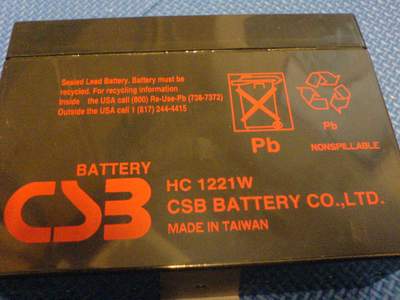 Sealed Lead Battery. Battery must be
recycled. For recycling information
Inside the USA call (800) Re-Use-Pb (738-7372)
Outside the USA call 1 (817) 244-4415
Pb
Pb
NONSPILLABLE
BATTERY
CSB
HC 1221W
CSB BATTERY CO.,LTD.
MADE IN TAIWAN